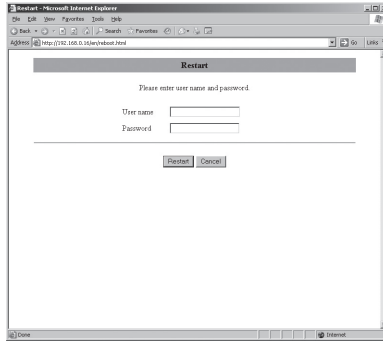 Restart - Microsoft Internet Explorer
File Edit View Favorites Tools Help
Back Search Favorites
Address http://192.168.0.16/en/reboot.html Go Links
Restart
Please enter user name and password.
User name
Password
Restart Cancel
Done Internet